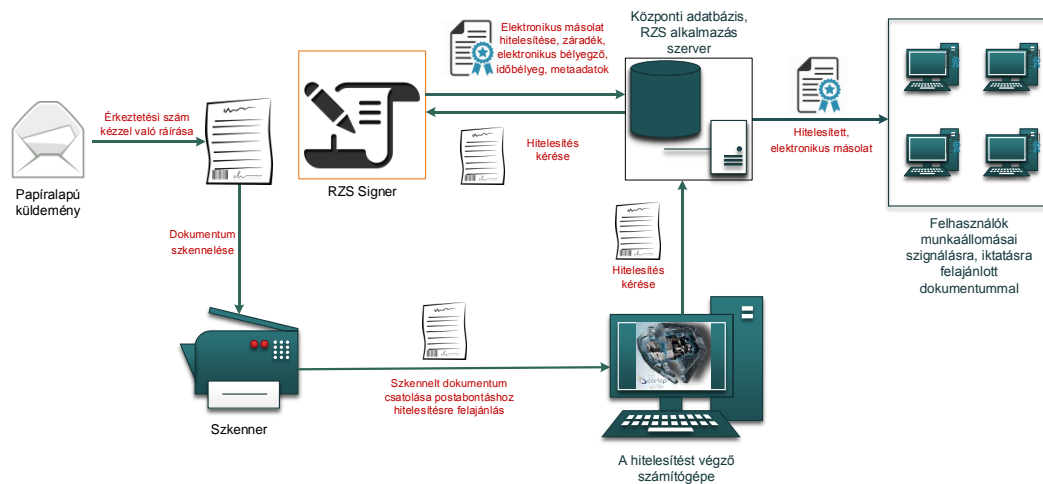 Elektronikus másolat
hitelesítése, záradék,
elektronikus bélyegző,
időbélyeg, metaadatok
Központi adatbázis,
RZS alkalmazás
szerver
Érkeztetési szám
kézzel való ráírása
Hitelesítés
kérése
Hitelesített,
elektronikus másolat
Papíralapú
küldemény
RZS Signer
Dokumentum
szkennelése
Hitelesítés
kérése
Felhasználók
munkaállomásai
szignálásra, iktatásra
felajánlott
dokumentummal
Szkennelt dokumentum
csatolása postabontáshoz
hitelesítésre felajánlás
Szkenner
A hitelesítést végző
számítógépe